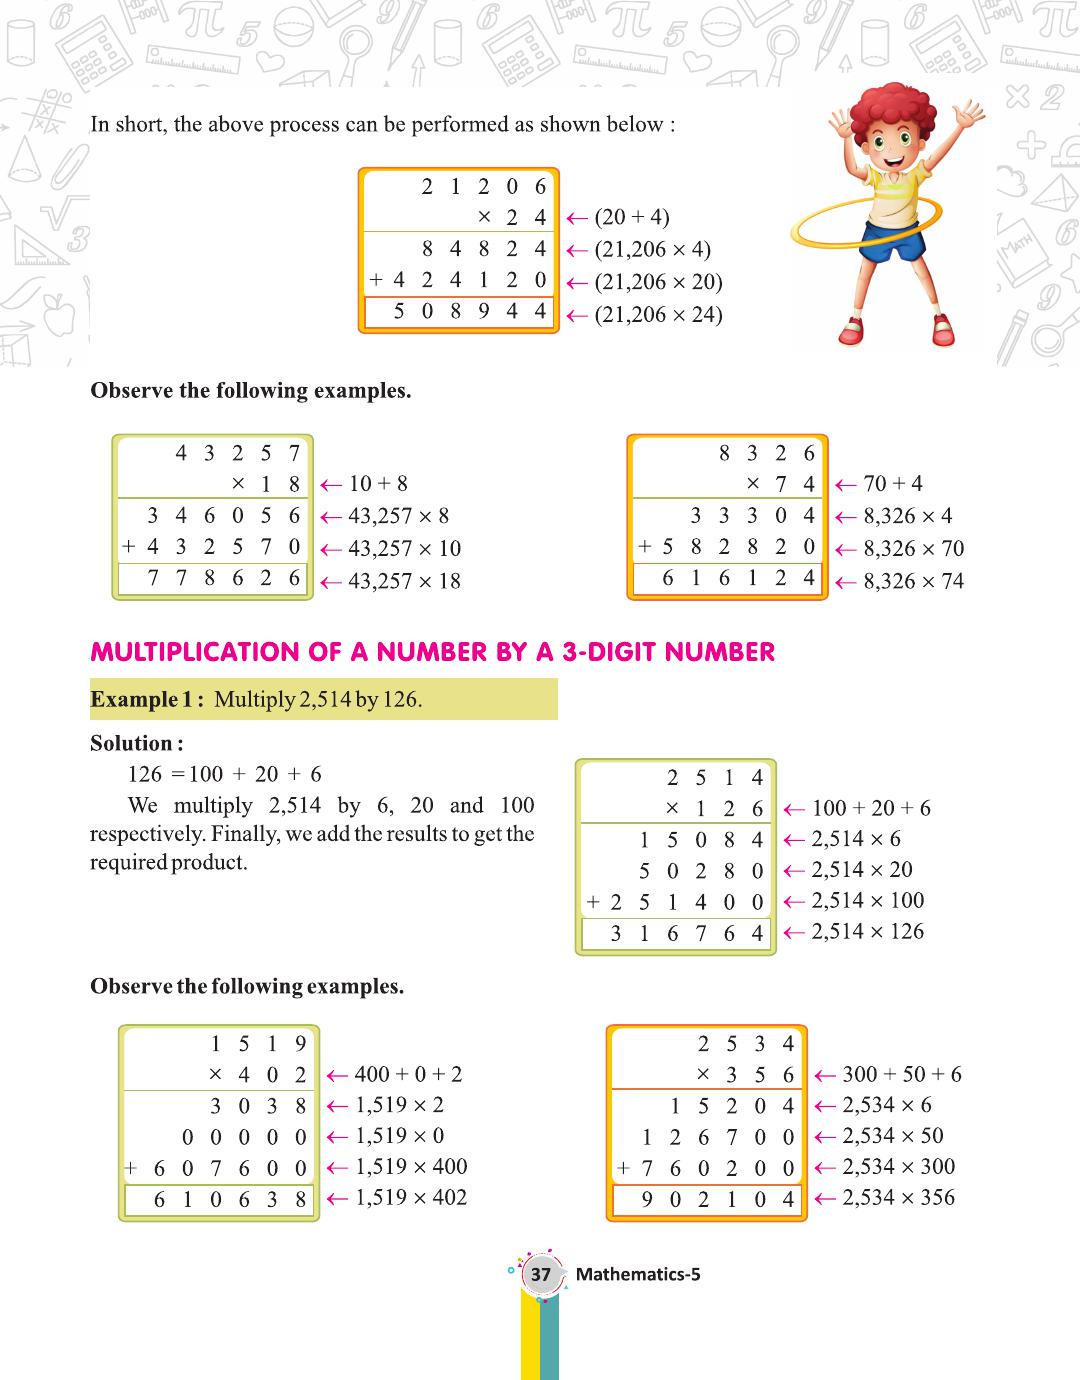 In short, the above process can be performed as shown below :
2 1 2 0 6
× 2 4 ← (20 + 4)
8 4 8 2 4 ← (21,206 × 4)
+ 4 2 4 1 2 0 ← (21,206 × 20)
5 0 8 9 4 4 ← (21,206 × 24)
Observe the following examples.
4 3 2 5 7
× 1 8 ← 10 + 8
3 4 6 0 5 6 ← 43,257 × 8
+ 4 3 2 5 7 0 ← 43,257 × 10
7 7 8 6 2 6 ← 43,257 × 18
8 3 2 6
× 7 4 ← 70 + 4
3 3 3 0 4 ← 8,326 × 4
+ 5 8 2 8 2 0 ← 8,326 × 70
6 1 6 1 2 4 ← 8,326 × 74
MULTIPLICATION OF A NUMBER BY A 3-DIGIT NUMBER
Example 1 : Multiply 2,514 by 126.
Solution :
126 = 100 + 20 + 6
We multiply 2,514 by 6, 20 and 100
respectively. Finally, we add the results to get the
required product.
2 5 1 4
× 1 2 6 ← 100 + 20 + 6
1 5 0 8 4 ← 2,514 × 6
5 0 2 8 0 ← 2,514 × 20
+ 2 5 1 4 0 0 ← 2,514 × 100
3 1 6 7 6 4 ← 2,514 × 126
Observe the following examples.
1 5 1 9
× 4 0 2 ← 400 + 0 + 2
3 0 3 8 ← 1,519 × 2
0 0 0 0 0 ← 1,519 × 0
+ 6 0 7 6 0 0 ← 1,519 × 400
6 1 0 6 3 8 ← 1,519 × 402
2 5 3 4
× 3 5 6 ← 300 + 50 + 6
1 5 2 0 4 ← 2,534 × 6
1 2 6 7 0 0 ← 2,534 × 50
+ 7 6 0 2 0 0 ← 2,534 × 300
9 0 2 1 0 4 ← 2,534 × 356
37 Mathematics-5